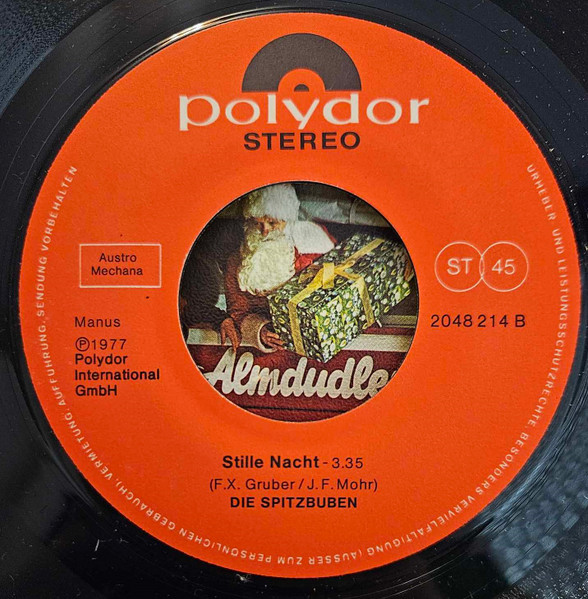 polydor
STEREO
Austro
Mechana
ST 45
Manus
2048 214 B
Ⓟ1977
Polydor
International
GmbH
Almdudle
Stille Nacht - 3.35
(F.X. Gruber / J. F. Mohr)
DIE SPITZBUBEN
URHEBER- UND LEISTUNGSSCHUTZRECHTE, BESONDERS VERVIELFÄLTIGUNG (AUSSER ZUM PERSÖNLICHEN GEBRAUCH), VERMIETUNG, AUFFÜHRUNG, SENDUNG VORBEHALTEN